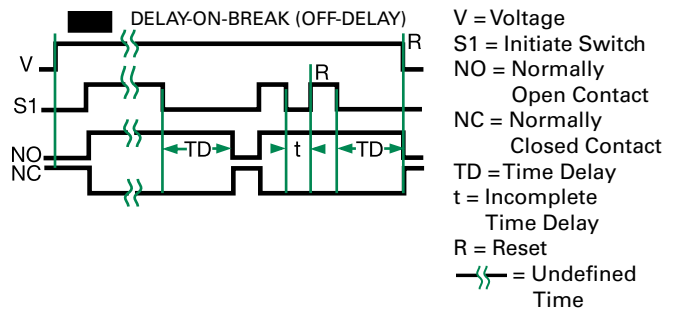 DELAY-ON-BREAK (OFF-DELAY)
R
V
R
S1
NO
TD
t
TD
NC
V = Voltage
S1 = Initiate Switch
NO = Normally
Open Contact
NC = Normally
Closed Contact
TD = Time Delay
t = Incomplete
Time Delay
R = Reset
= Undefined
Time